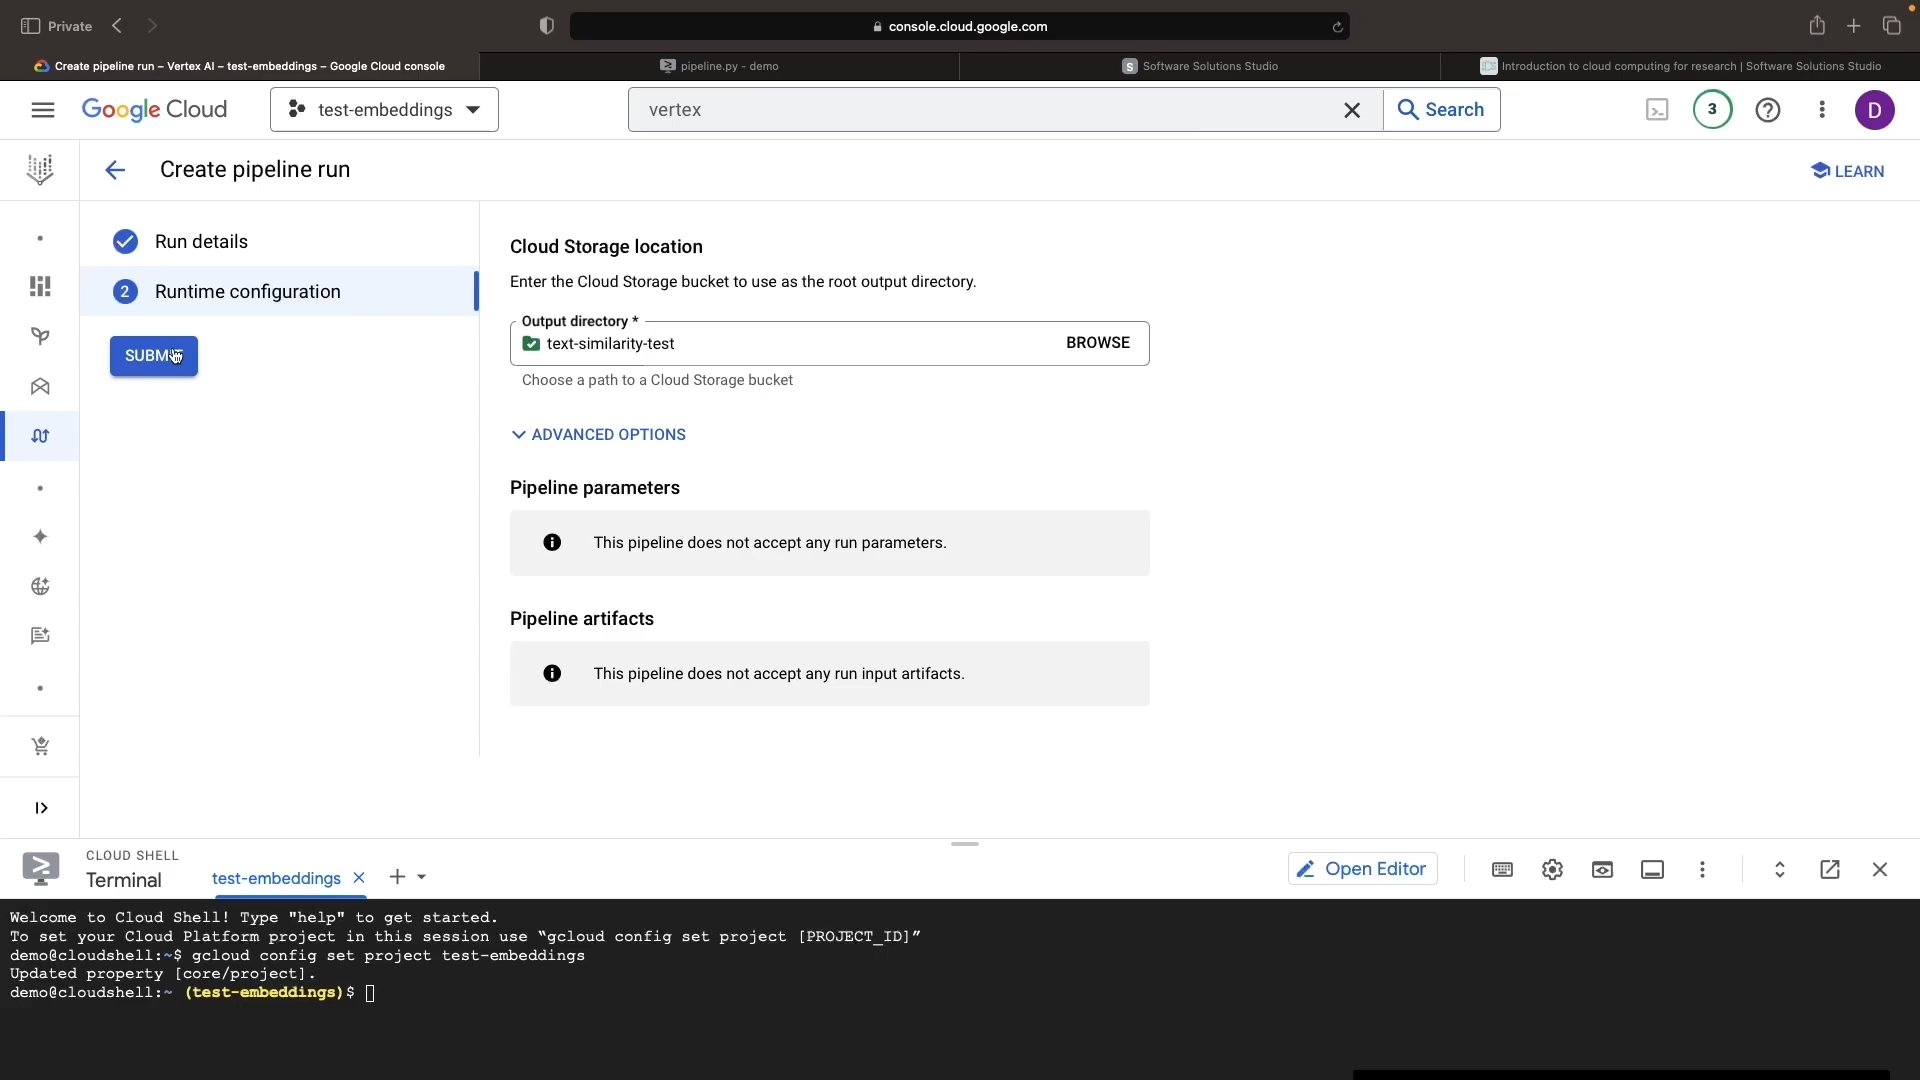 Private
console.cloud.google.com
Create pipeline run – Vertex AI – test-embeddings – Google Cloud console
pipeline.py - demo
S Software Solutions Studio
Introduction to cloud computing for research | Software Solutions Studio
Google Cloud
test-embeddings
vertex
Search
3
D
Create pipeline run
LEARN
Run details
2 Runtime configuration
SUBMIT
Cloud Storage location
Enter the Cloud Storage bucket to use as the root output directory.
Output directory *
text-similarity-test
BROWSE
Choose a path to a Cloud Storage bucket
ADVANCED OPTIONS
Pipeline parameters
This pipeline does not accept any run parameters.
Pipeline artifacts
This pipeline does not accept any run input artifacts.
CLOUD SHELL
Terminal
test-embeddings
Open Editor
Welcome to Cloud Shell! Type "help" to get started.
To set your Cloud Platform project in this session use “gcloud config set project [PROJECT_ID]”
demo@cloudshell:~$ gcloud config set project test-embeddings
Updated property [core/project].
demo@cloudshell:~ (test-embeddings)$